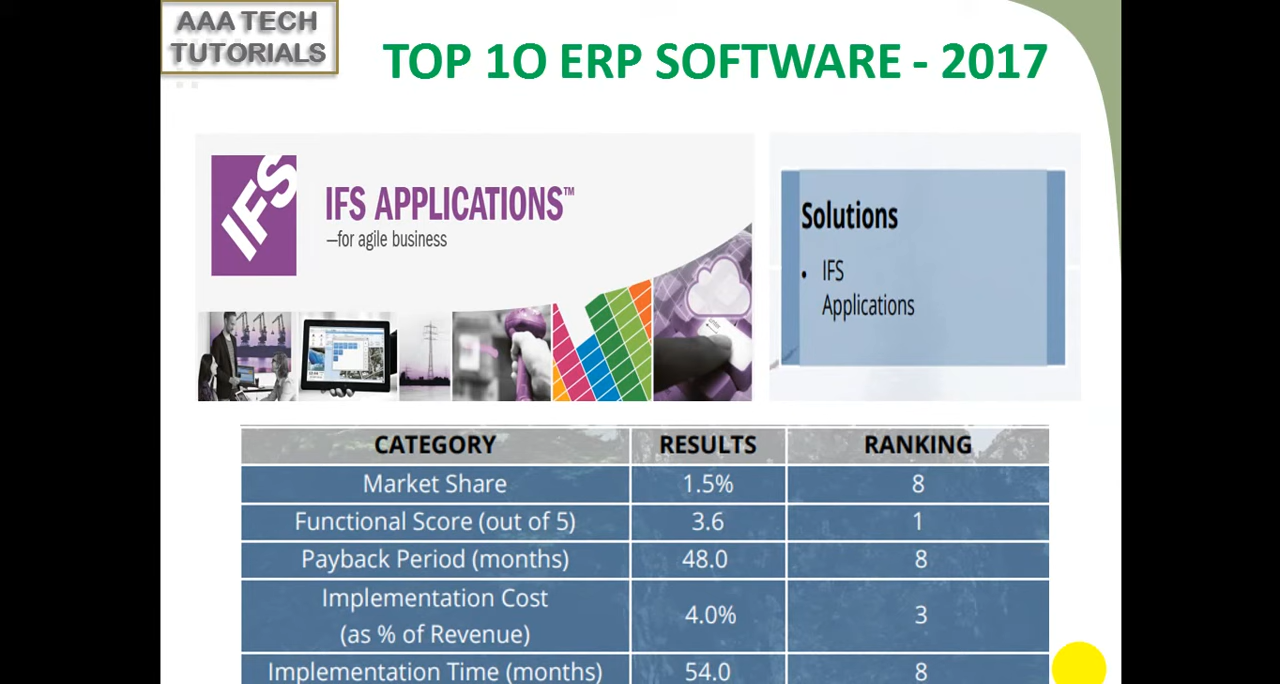 AAA TECH
TUTORIALS
TOP 1O ERP SOFTWARE - 2017
IFS
IFS APPLICATIONS™
—for agile business
Solutions
• IFS
Applications
CATEGORY RESULTS RANKING
Market Share 1.5% 8
Functional Score (out of 5) 3.6 1
Payback Period (months) 48.0 8
Implementation Cost
(as % of Revenue) 4.0% 3
Implementation Time (months) 54.0 8